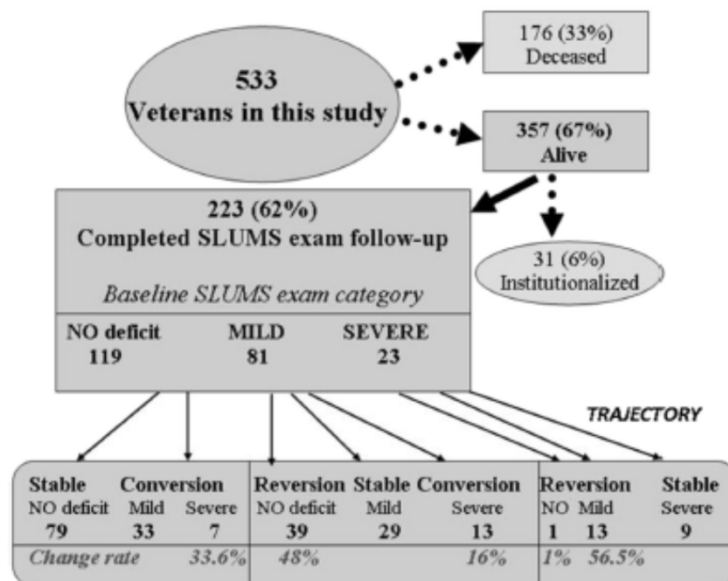 533
Veterans in this study
176 (33%)
Deceased
357 (67%)
Alive
223 (62%)
Completed SLUMS exam follow-up
31 (6%)
Institutionalized
Baseline SLUMS exam category
NO deficit MILD SEVERE
119 81 23
TRAJECTORY
Stable Conversion Reversion Stable Conversion Reversion Stable
NO deficit Mild Severe NO deficit Mild Severe NO Mild Severe
79 33 7 39 29 13 1 13 9
Change rate 33.6% 48% 16% 1% 56.5%